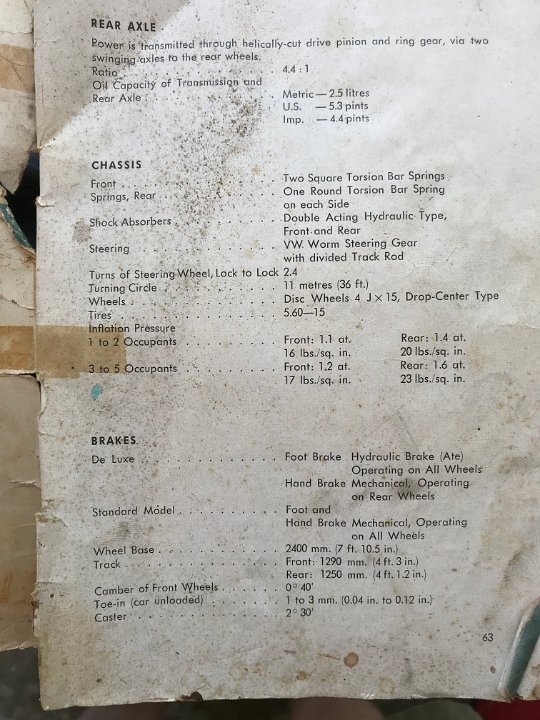 REAR AXLE
Power is transmitted through helically-cut drive pinion and ring gear, via two
swinging axles to the rear wheels.
Ratio . . . . . . . . . . . . . . . . 4.4 : 1
Oil Capacity of Transmission and
Rear Axle . . . . . . . . . . . . . Metric — 2.5 litres
U.S. — 5.3 pints
Imp. — 4.4 pints
CHASSIS
Front . . . . . . . . . . . . . . . . Two Square Torsion Bar Springs
Springs, Rear . . . . . . . . . . . . One Round Torsion Bar Spring
on each Side
Shock Absorbers . . . . . . . . . . . Double Acting Hydraulic Type,
Front and Rear
Steering . . . . . . . . . . . . . . VW Worm Steering Gear
with divided Track Rod
Turns of Steering Wheel, Lock to Lock 2.4
Turning Circle . . . . . . . . . . . 11 metres (36 ft.)
Wheels . . . . . . . . . . . . . . . Disc Wheels 4 J × 15, Drop-Center Type
Tires . . . . . . . . . . . . . . . . 5.60—15
Inflation Pressure
1 to 2 Occupants . . . . . . . . . . Front: 1.1 at. Rear: 1.4 at.
16 lbs./sq. in. 20 lbs./sq. in.
3 to 5 Occupants . . . . . . . . . . Front: 1.2 at. Rear: 1.6 at.
17 lbs./sq. in. 23 lbs./sq. in.
BRAKES
De Luxe . . . . . . . . . . . . . . . Foot Brake Hydraulic Brake (Ate)
Operating on All Wheels
Hand Brake Mechanical, Operating
on Rear Wheels
Standard Model . . . . . . . . . . . Foot and
Hand Brake Mechanical, Operating
on All Wheels
Wheel Base . . . . . . . . . . . . . 2400 mm. (7 ft. 10.5 in.)
Track . . . . . . . . . . . . . . . . Front: 1290 mm. (4 ft. 3 in.)
Rear: 1250 mm. (4 ft. 1.2 in.)
Camber of Front Wheels . . . . . . . 0° 40'
Toe-in (car unloaded) . . . . . . . . 1 to 3 mm. (0.04 in. to 0.12 in.)
Caster . . . . . . . . . . . . . . . 2° 30'
63